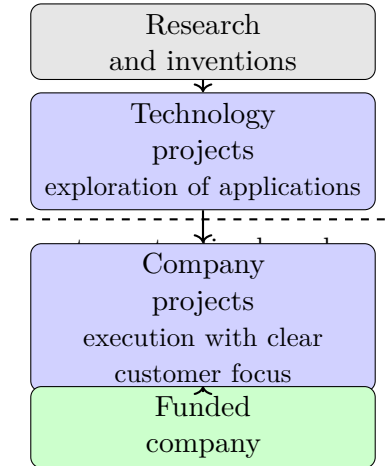 Research
and inventions
Technology
projects
exploration of applications
Company
projects
execution with clear
customer focus
Funded
company